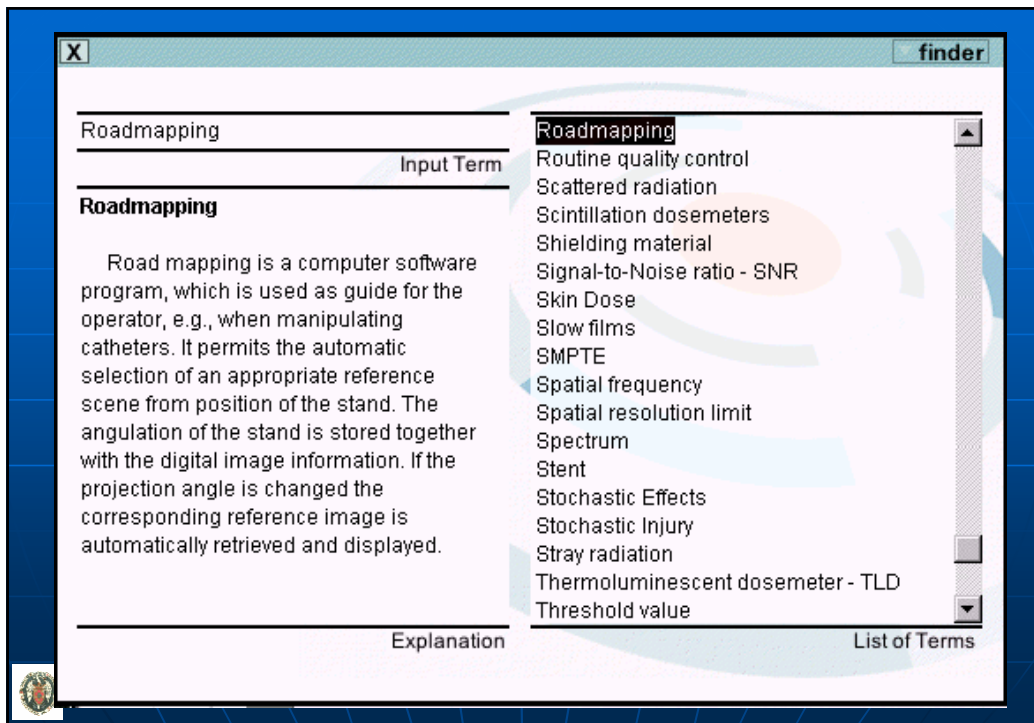 X
finder
Roadmapping
Input Term
Roadmapping
Road mapping is a computer software
program, which is used as guide for the
operator, e.g., when manipulating
catheters. It permits the automatic
selection of an appropriate reference
scene from position of the stand. The
angulation of the stand is stored together
with the digital image information. If the
projection angle is changed the
corresponding reference image is
automatically retrieved and displayed.
Explanation
Roadmapping
Routine quality control
Scattered radiation
Scintillation dosemeters
Shielding material
Signal-to-Noise ratio - SNR
Skin Dose
Slow films
SMPTE
Spatial frequency
Spatial resolution limit
Spectrum
Stent
Stochastic Effects
Stochastic Injury
Stray radiation
Thermoluminescent dosemeter - TLD
Threshold value
List of Terms